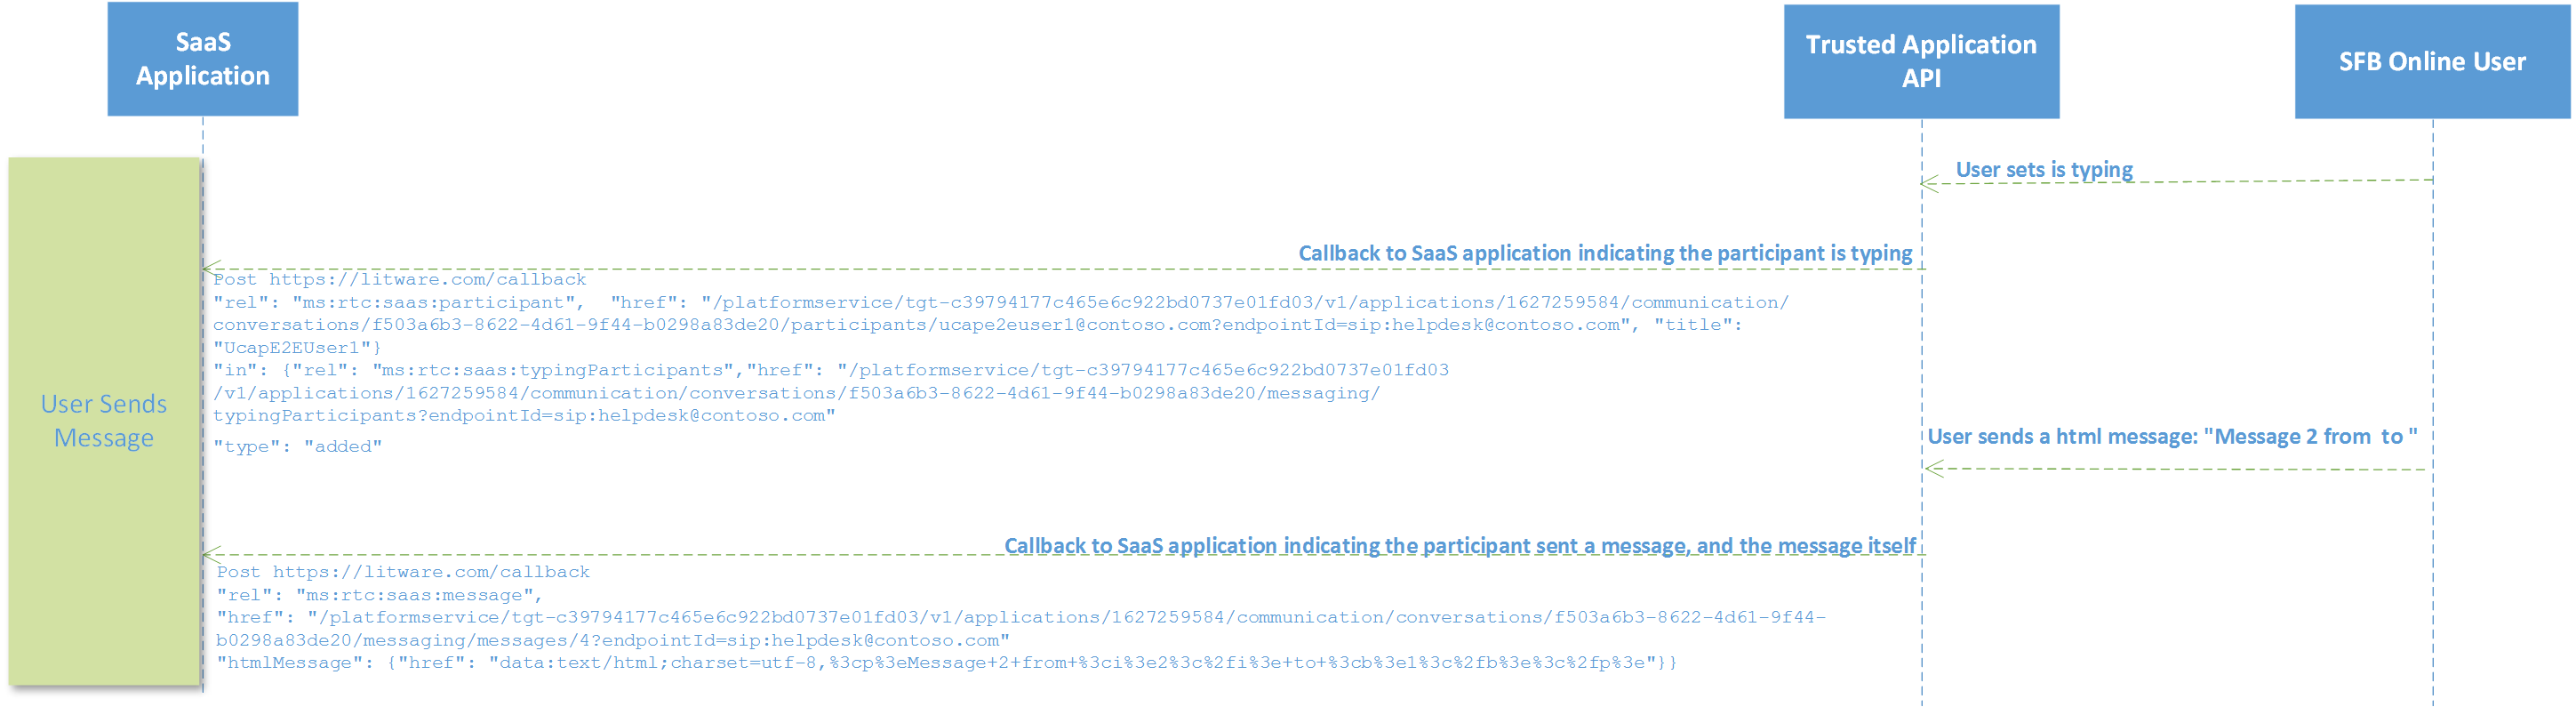 SaaS
Application
Trusted Application
API
SFB Online User
User sets is typing
Callback to SaaS application indicating the participant is typing
Post https://litware.com/callback
"rel": "ms:rtc:saas:participant",  "href": "/platformservice/tgt-c39794177c465e6c922bd0737e01fd03/v1/applications/1627259584/communication/
conversations/f503a6b3-8622-4d61-9f44-b0298a83de20/participants/ucape2euser1@contoso.com?endpointId=sip:helpdesk@contoso.com", "title":
"UcapE2EUser1"}
"in": {"rel": "ms:rtc:saas:typingParticipants","href": "/platformservice/tgt-c39794177c465e6c922bd0737e01fd03
/v1/applications/1627259584/communication/conversations/f503a6b3-8622-4d61-9f44-b0298a83de20/messaging/
typingParticipants?endpointId=sip:helpdesk@contoso.com"
"type": "added"
User Sends
Message
User sends a html message: "Message 2 from  to "
Callback to SaaS application indicating the participant sent a message, and the message itself
Post https://litware.com/callback
"rel": "ms:rtc:saas:message",
"href": "/platformservice/tgt-c39794177c465e6c922bd0737e01fd03/v1/applications/1627259584/communication/conversations/f503a6b3-8622-4d61-9f44-
b0298a83de20/messaging/messages/4?endpointId=sip:helpdesk@contoso.com"
"htmlMessage": {"href": "data:text/html;charset=utf-8,%3cp%3eMessage+2+from+%3ci%3e2%3c%2fi%3e+to+%3cb%3e1%3c%2fb%3e%3c%2fp%3e"}}